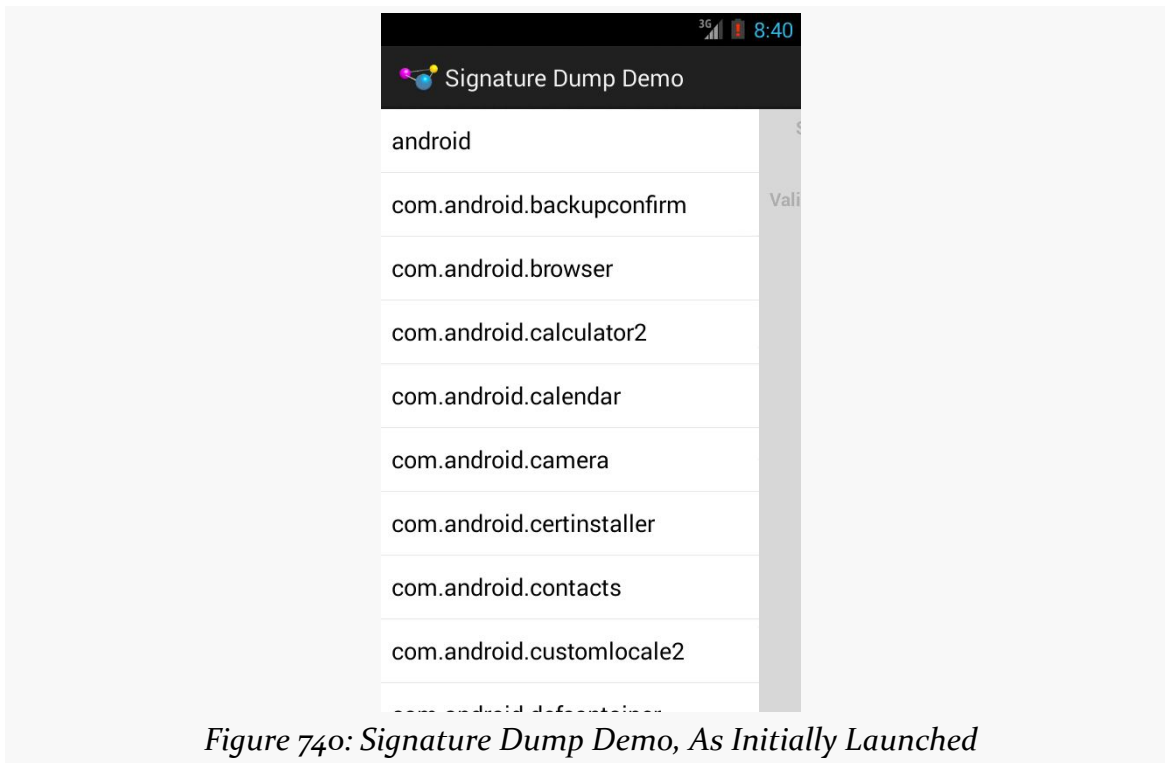 3G 8:40
Signature Dump Demo
android
com.android.backupconfirm
Vali
com.android.browser
com.android.calculator2
com.android.calendar
com.android.camera
com.android.certinstaller
com.android.contacts
com.android.customlocale2
Figure 740: Signature Dump Demo, As Initially Launched